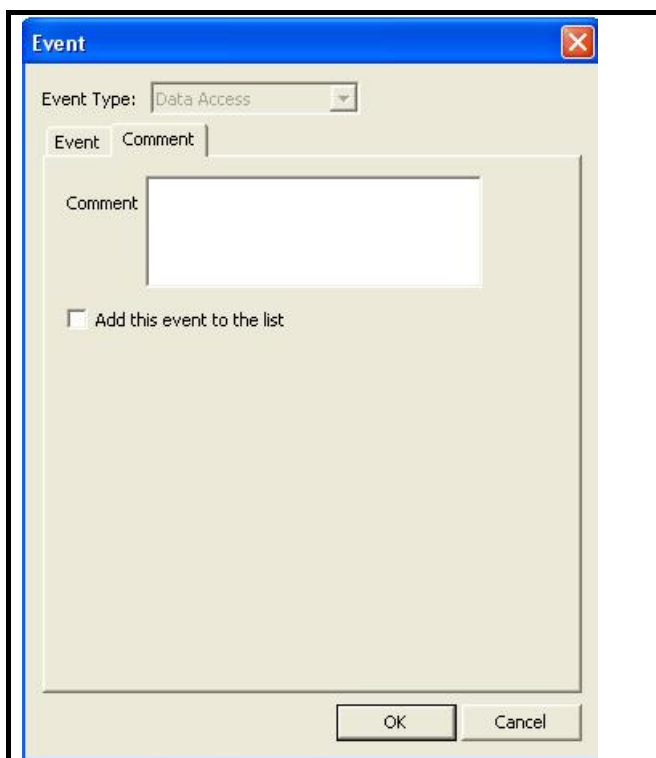 Event
Event Type: Data Access
Event Comment
Comment
Add this event to the list
OK Cancel